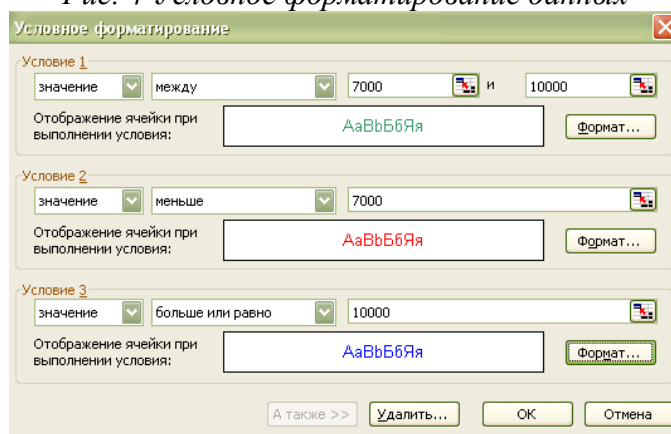 Рис. 4 Условное форматирование данных
Условное форматирование
Условие 1
значение между 7000 и 10000
Отображение ячейки при
выполнении условия:
АаВbБбЯя
Формат...
Условие 2
значение меньше 7000
Отображение ячейки при
выполнении условия:
АаВbБбЯя
Формат...
Условие 3
значение больше или равно 10000
Отображение ячейки при
выполнении условия:
АаВbБбЯя
Формат...
А также >> Удалить... ОК Отмена